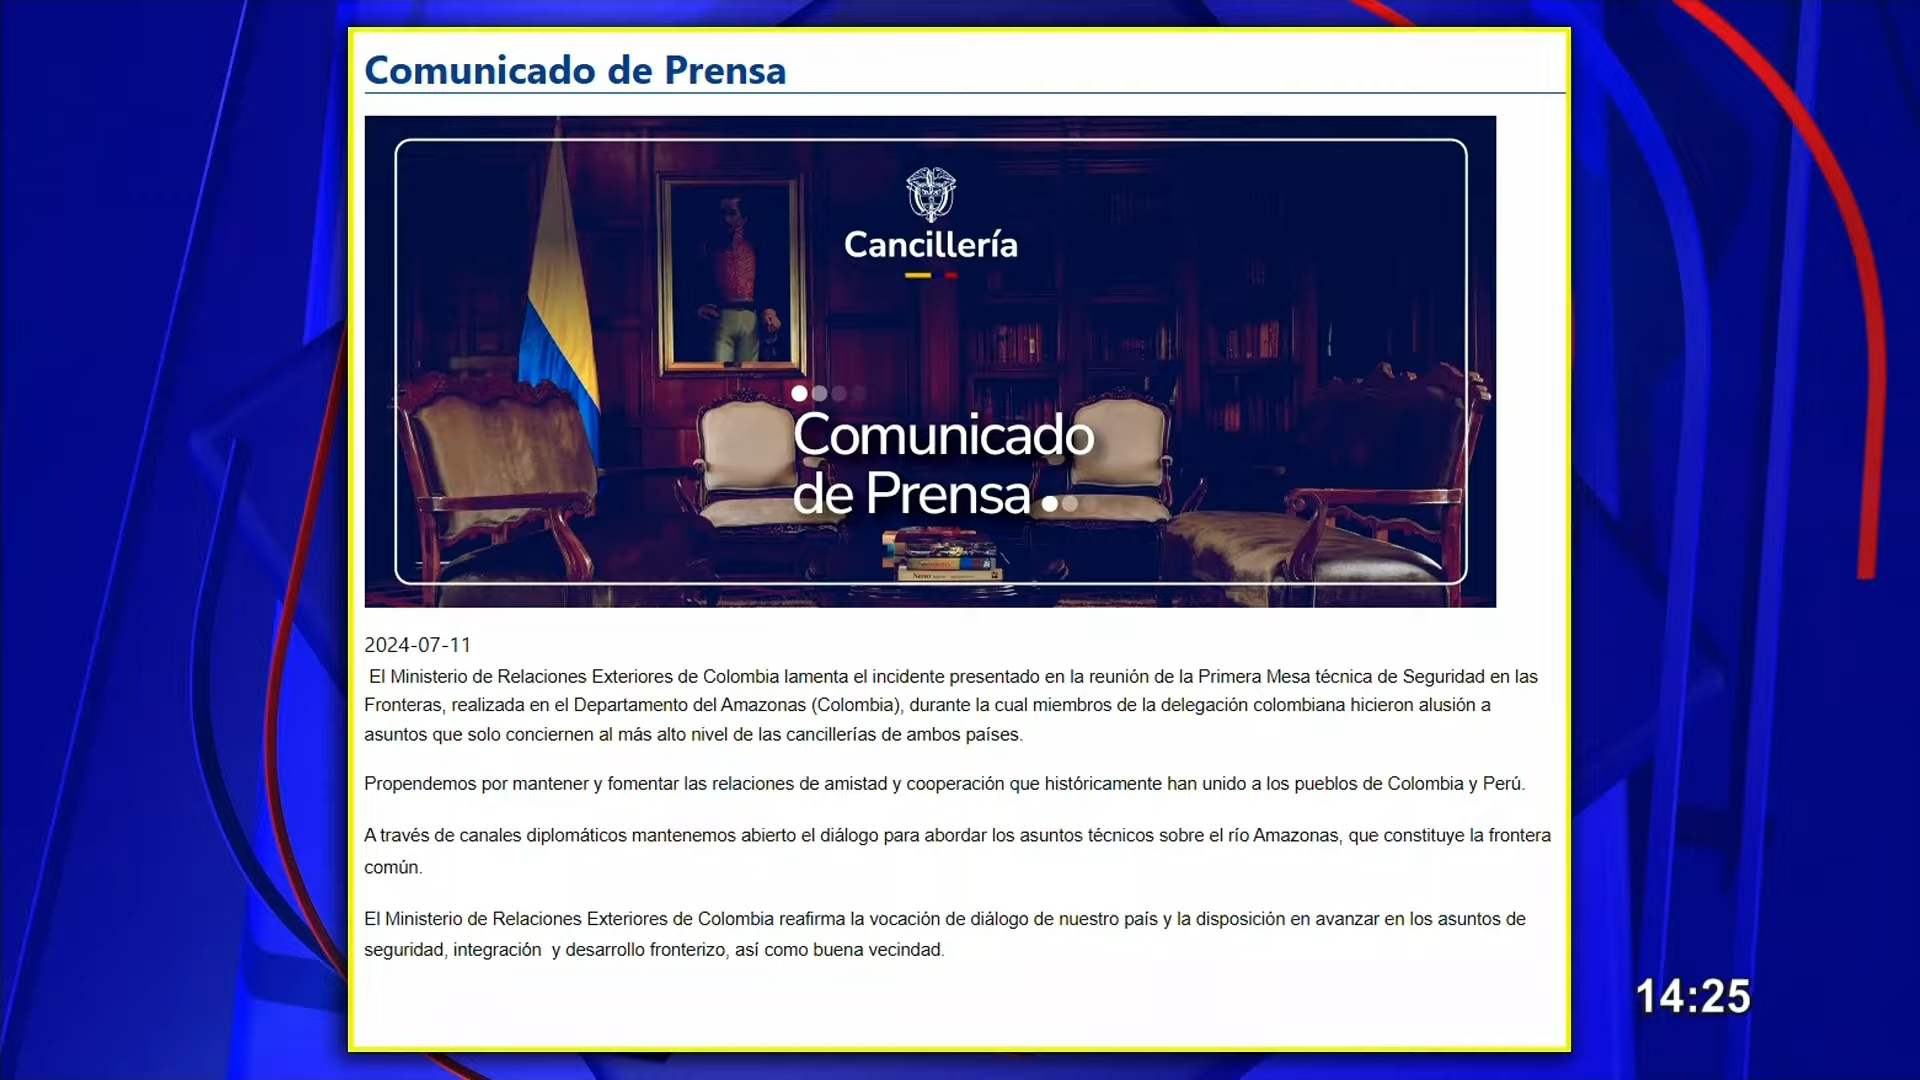 Comunicado de Prensa
Cancillería
Comunicado
de Prensa
2024-07-11
El Ministerio de Relaciones Exteriores de Colombia lamenta el incidente presentado en la reunión de la Primera Mesa técnica de Seguridad en las
Fronteras, realizada en el Departamento del Amazonas (Colombia), durante la cual miembros de la delegación colombiana hicieron alusión a
asuntos que solo conciernen al más alto nivel de las cancillerías de ambos países.
Propendemos por mantener y fomentar las relaciones de amistad y cooperación que históricamente han unido a los pueblos de Colombia y Perú.
A través de canales diplomáticos mantenemos abierto el diálogo para abordar los asuntos técnicos sobre el río Amazonas, que constituye la frontera
común.
El Ministerio de Relaciones Exteriores de Colombia reafirma la vocación de diálogo de nuestro país y la disposición en avanzar en los asuntos de
seguridad, integración y desarrollo fronterizo, así como buena vecindad.
14:25